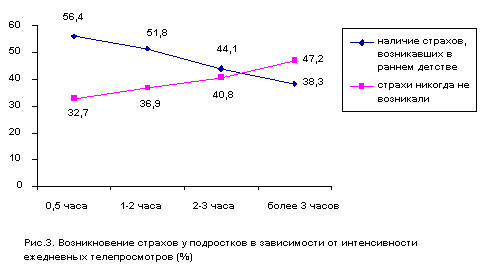 60
50
40
30
20
10
0
56,4
51,8
44,1
38,3
32,7
36,9
40,8
47,2
0,5 часа
1-2 часа
2-3 часа
более 3 часов
наличие страхов,
возникавших в
раннем детстве
страхи никогда не
возникали
Рис.3. Возникновение страхов у подростков в зависимости от интенсивности
ежедневных телепросмотров (%)